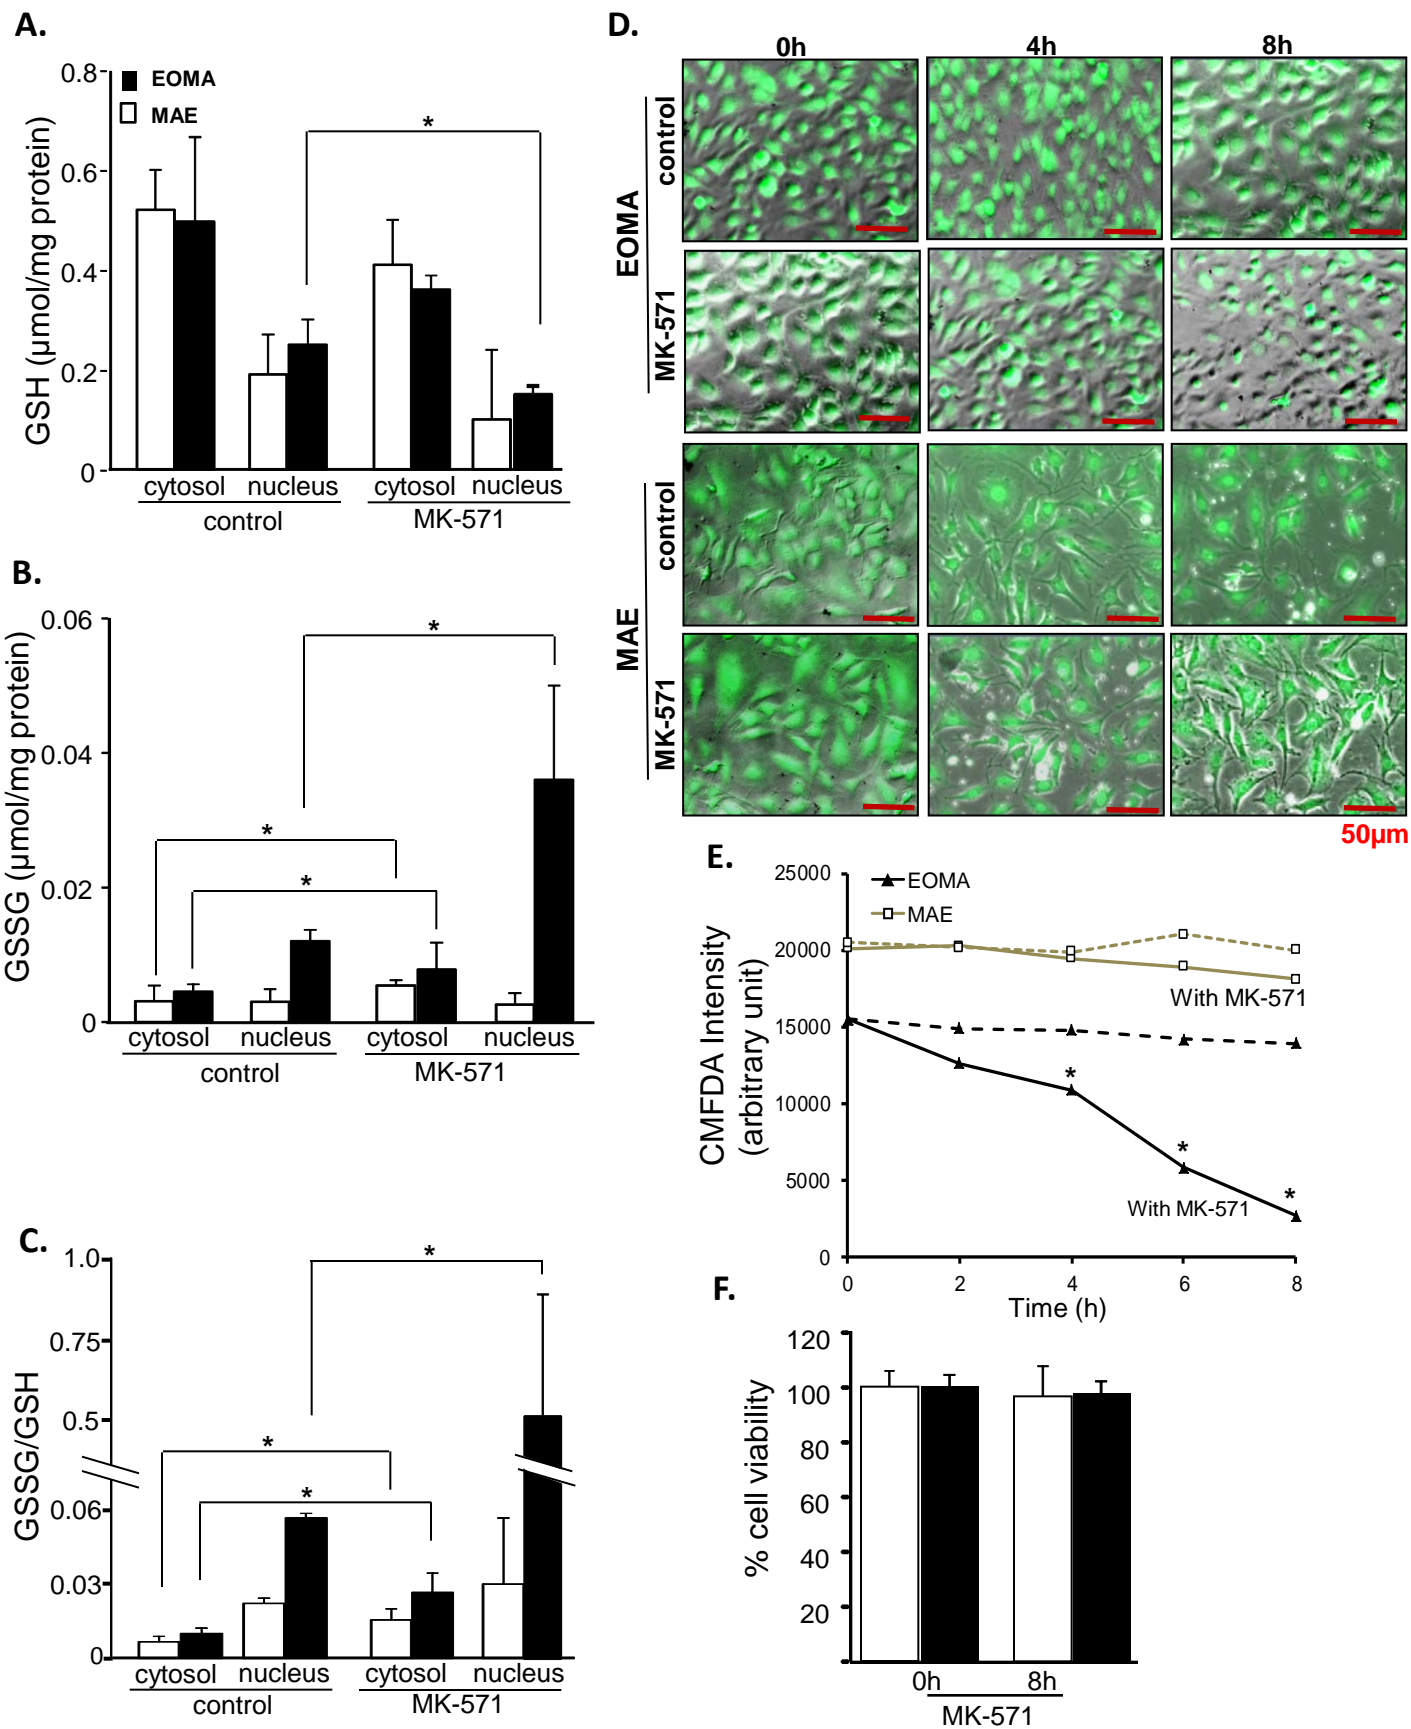 A.
0.8
EOMA
MAE
*
0.6
0.4
0.2
0
GSH (µmol/mg protein)
cytosol nucleus cytosol nucleus
control MK-571
B.
0.06
*
0.04
*
0.02
*
0
GSSG (µmol/mg protein)
cytosol nucleus cytosol nucleus
control MK-571
C.
1.0
*
0.75
0.5
*
0.06
*
0.03
0
GSSG/GSH
cytosol nucleus cytosol nucleus
control MK-571
D.
0h 4h 8h
EOMA
control
MK-571
MAE
control
MK-571
50µm
E.
25000
EOMA
MAE
20000
With MK-571
15000
*
10000
*
5000
*
With MK-571
0
CMFDA Intensity
(arbitrary unit)
0 2 4 6 8
Time (h)
F.
120
100
80
60
40
20
% cell viability
0h 8h
MK-571